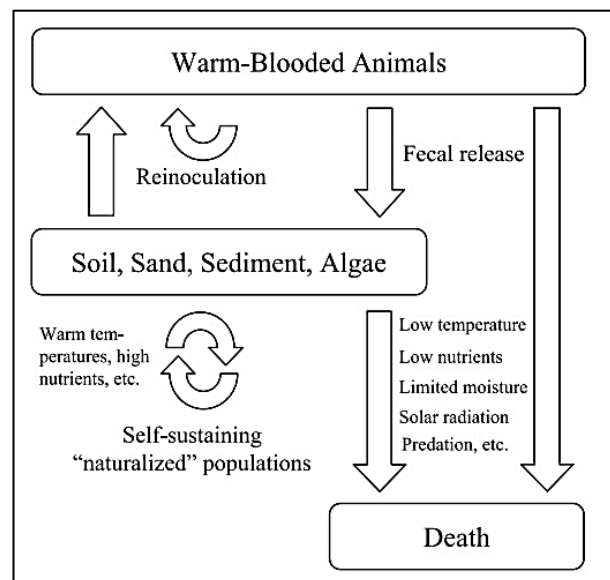 Warm-Blooded Animals
Reinoculation
Fecal release
Soil, Sand, Sediment, Algae
Warm tem-
peratures, high
nutrients, etc.
Self-sustaining
“naturalized” populations
Low temperature
Low nutrients
Limited moisture
Solar radiation
Predation, etc.
Death